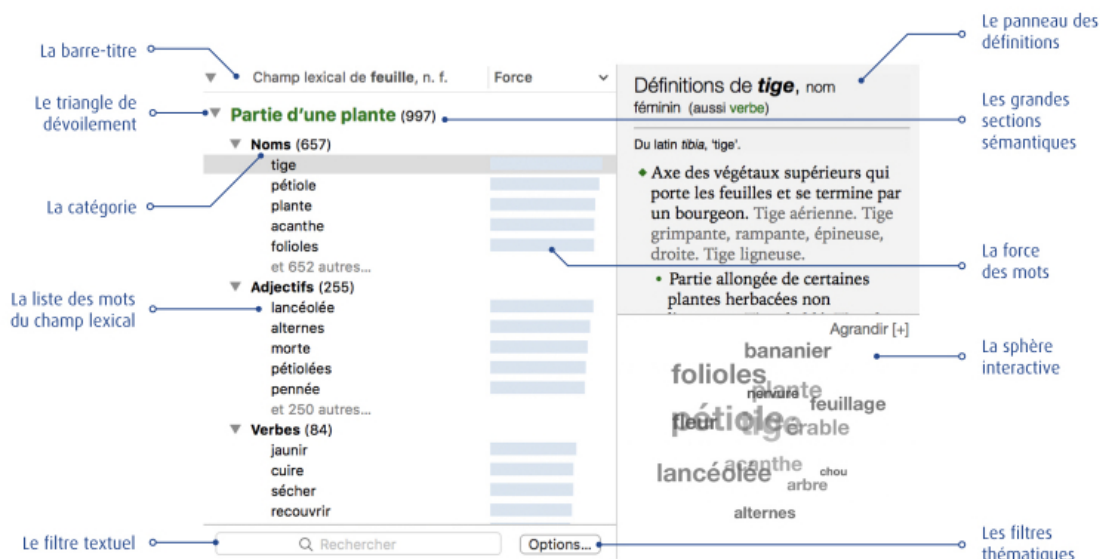 La barre-titre
Le triangle de
dévoilement
La catégorie
La liste des mots
du champ lexical
Le filtre textuel
Champ lexical de feuille, n. f.
Force
Partie d'une plante (997)
Noms (657)
tige
pétiole
plante
acanthe
folioles
et 652 autres...
Adjectifs (255)
lancéolée
alternes
morte
pétiolées
pennée
et 250 autres...
Verbes (84)
jaunir
cuire
sécher
recouvrir
Rechercher
Options...
Définitions de tige, nom
féminin (aussi verbe)
Du latin tibia, 'tige'.
Axe des végétaux supérieurs qui
porte les feuilles et se termine par
un bourgeon. Tige aérienne. Tige
grimpante, rampante, épineuse,
droite. Tige ligneuse.
• Partie allongée de certaines
plantes herbacées non
Agrandir [+]
bananier
folioles
plante
nervure
feuillage
pétiole
fleur
tige
érable
acanthe
lancéolée
chou
arbre
alternes
Le panneau des
définitions
Les grandes
sections
sémantiques
La force
des mots
La sphère
interactive
Les filtres
thématiques